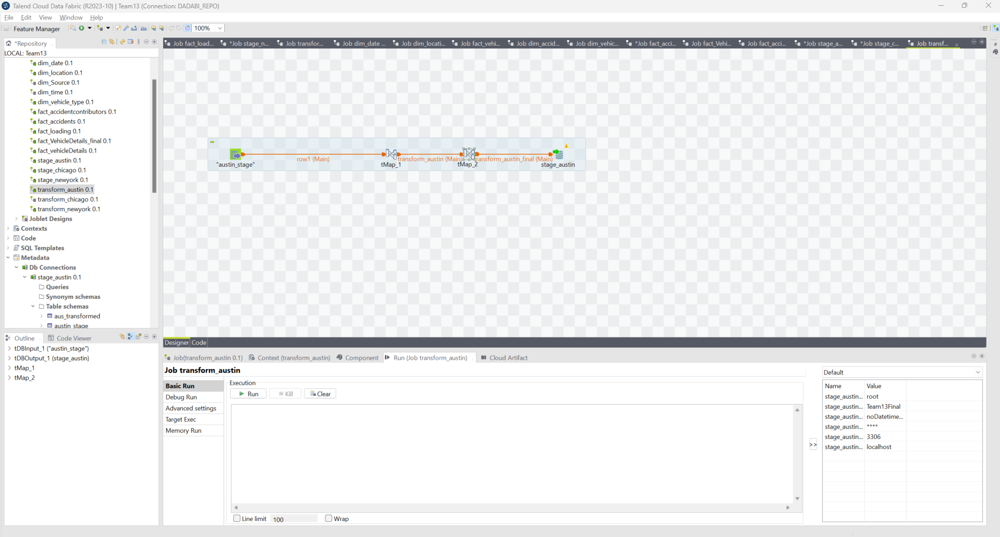 Talend Cloud Data Fabric (R2023-10) | Team13 (Connection: DADABI_REPO)
File Edit View Window Help
Feature Manager 100%
*Repository
LOCAL: Team13
dim_date 0.1
dim_location 0.1
dim_Source 0.1
dim_time 0.1
dim_vehicle_type 0.1
fact_accidentcontributors 0.1
fact_accidents 0.1
fact_loading 0.1
fact_VehicleDetails_final 0.1
fact_vehicleDetails 0.1
stage_austin 0.1
stage_chicago 0.1
stage_newyork 0.1
transform_austin 0.1
transform_chicago 0.1
transform_newyork 0.1
Joblet Designs
Contexts
Code
SQL Templates
Metadata
Db Connections
stage_austin 0.1
Queries
Synonym schemas
Table schemas
aus_transformed
austin_stage
Outline Code Viewer
tDBInput_1 ("austin_stage")
tDBOutput_1 (stage_austin)
tMap_1
tMap_2
Job fact_load... *Job stage_n... Job transfor... Job dim_date ... Job dim_locati... Job fact_vehi... Job dim_accid... Job dim_vehic... *Job fact_acci... Job fact_Vehi... Job fact_acci... *Job stage_a... *Job stage_c... Job transf...
row1 (Main) transform_austin (Main) transform_austin_final (Main)
"austin_stage" tMap_1 tMap_2 stage_austin
Designer Code
Job(transform_austin 0.1) Context (transform_austin) Component Run (Job transform_austin) Cloud Artifact
Job transform_austin
Basic Run
Debug Run
Advanced settings
Target Exec
Memory Run
Execution
Run Kill Clear
Line limit 100 Wrap
>>
Default
Name Value
stage_austin... root
stage_austin... Team13Final
stage_austin... noDatetime...
stage_austin... ****
stage_austin... 3306
stage_austin... localhost